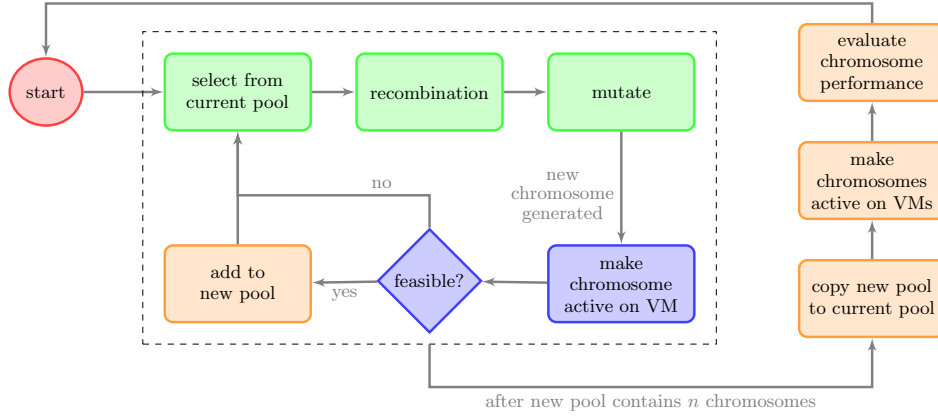 start
select from
current pool
recombination
mutate
new
chromosome
generated
make
chromosome
active on VM
feasible?
no
yes
add to
new pool
after new pool contains n chromosomes
copy new pool
to current pool
make
chromosomes
active on VMs
evaluate
chromosome
performance